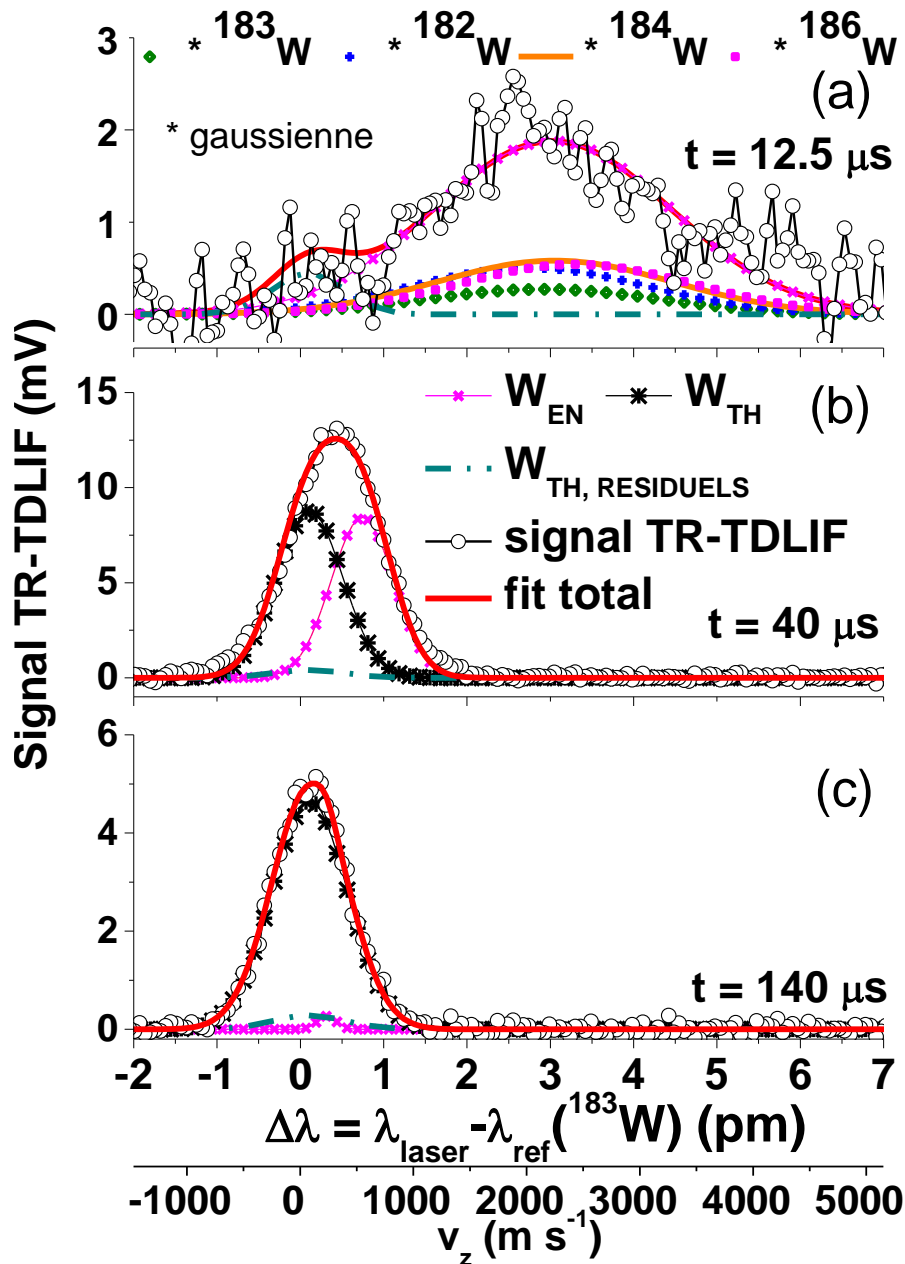 * 183W * 182W * 184W * 186W
3
(a)
* gaussienne
t = 12.5 μs
2
1
0
Signal TR-TDLIF (mV)
15
W_EN W_TH
(b)
W_TH, RESIDUELS
10
signal TR-TDLIF
5
fit total
t = 40 μs
0
6
(c)
4
2
t = 140 μs
0
-2 -1 0 1 2 3 4 5 6 7
Δλ = λ_laser-λ_ref(183W) (pm)
-1000 0 1000 2000 3000 4000 5000
v_z (m s-1)